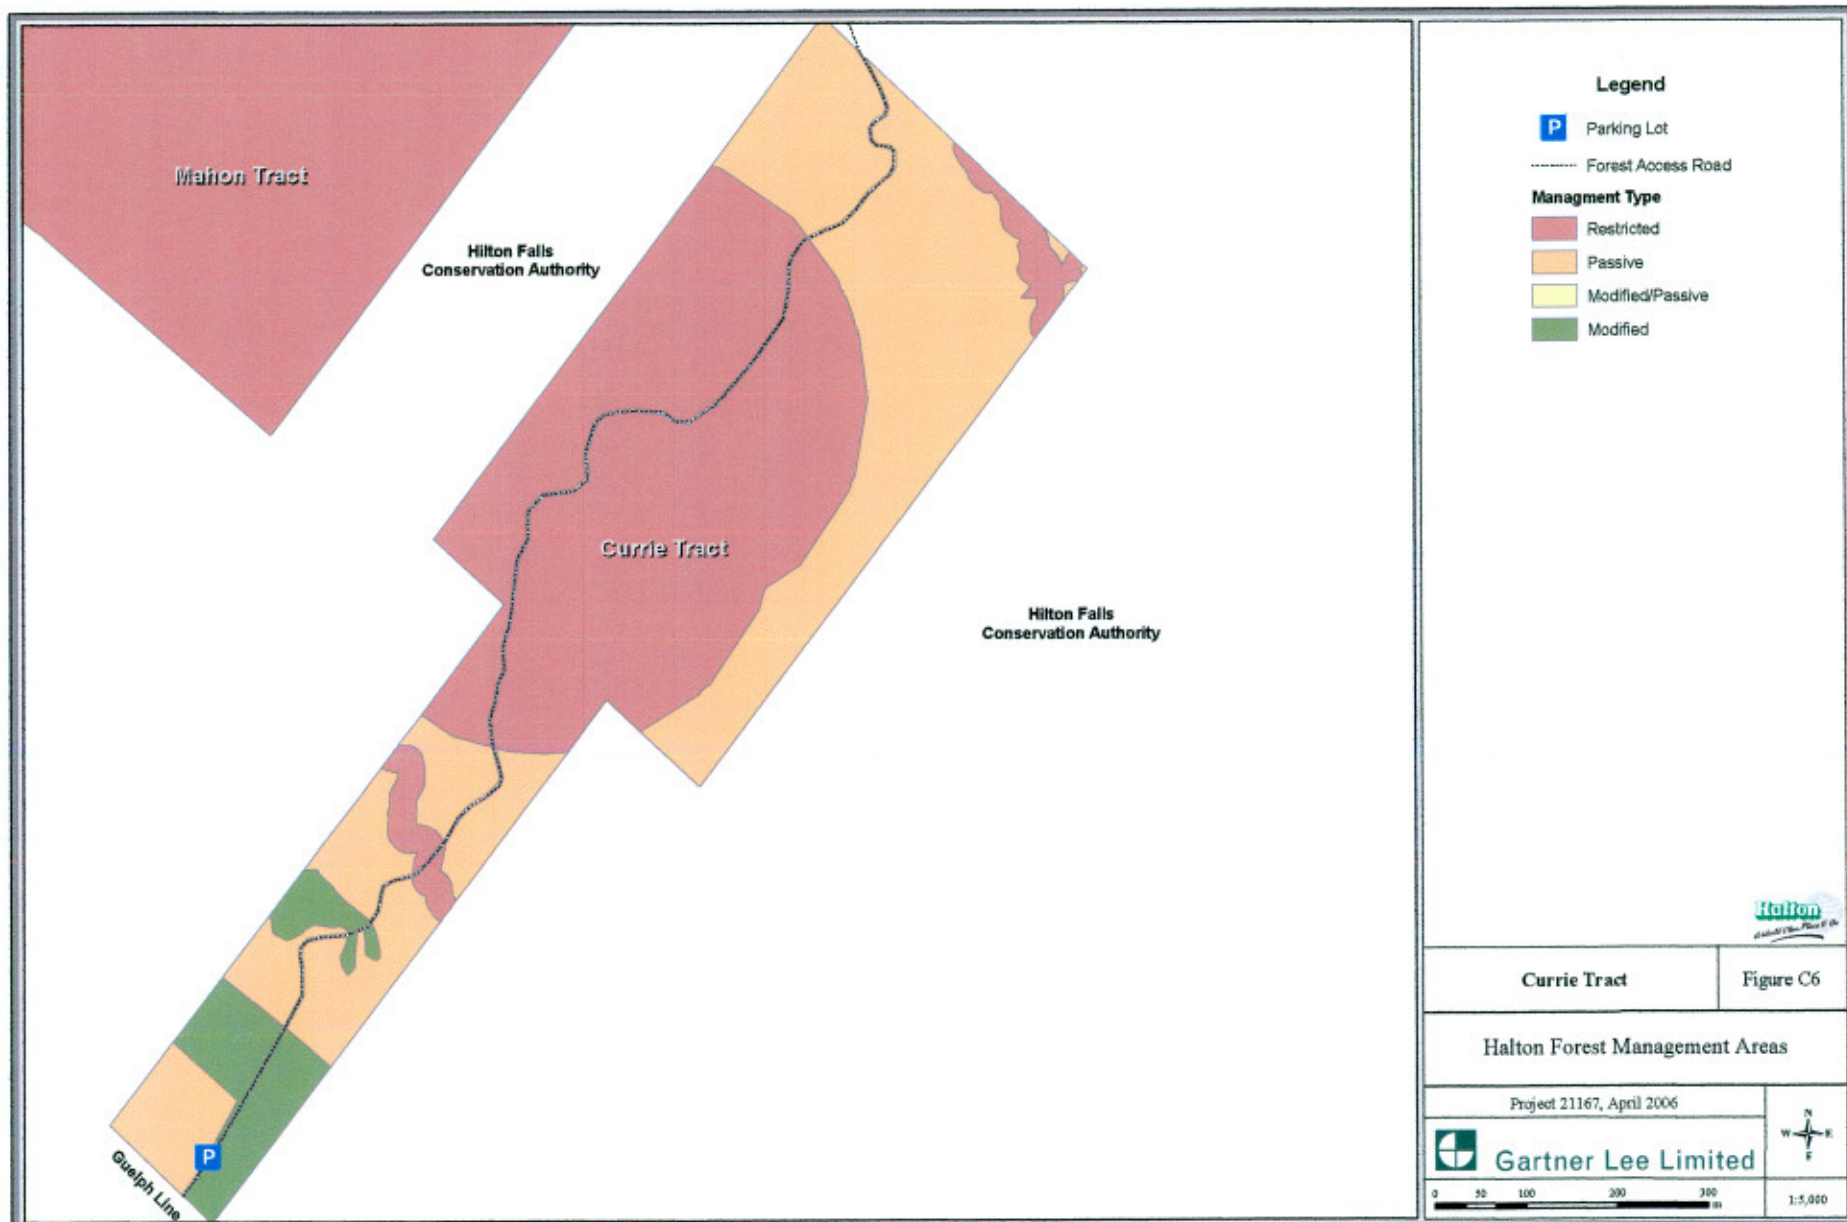 Mahon Tract
Hilton Falls
Conservation Authority
Currie Tract
Hilton Falls
Conservation Authority
P
Guelph Line
Legend
P Parking Lot
Forest Access Road
Managment Type
Restricted
Passive
Modified/Passive
Modified
Halton
Currie Tract
Figure C6
Halton Forest Management Areas
Project 21167, April 2006
Gartner Lee Limited
N
W E
0 50 100 200 300
m
1:5,000